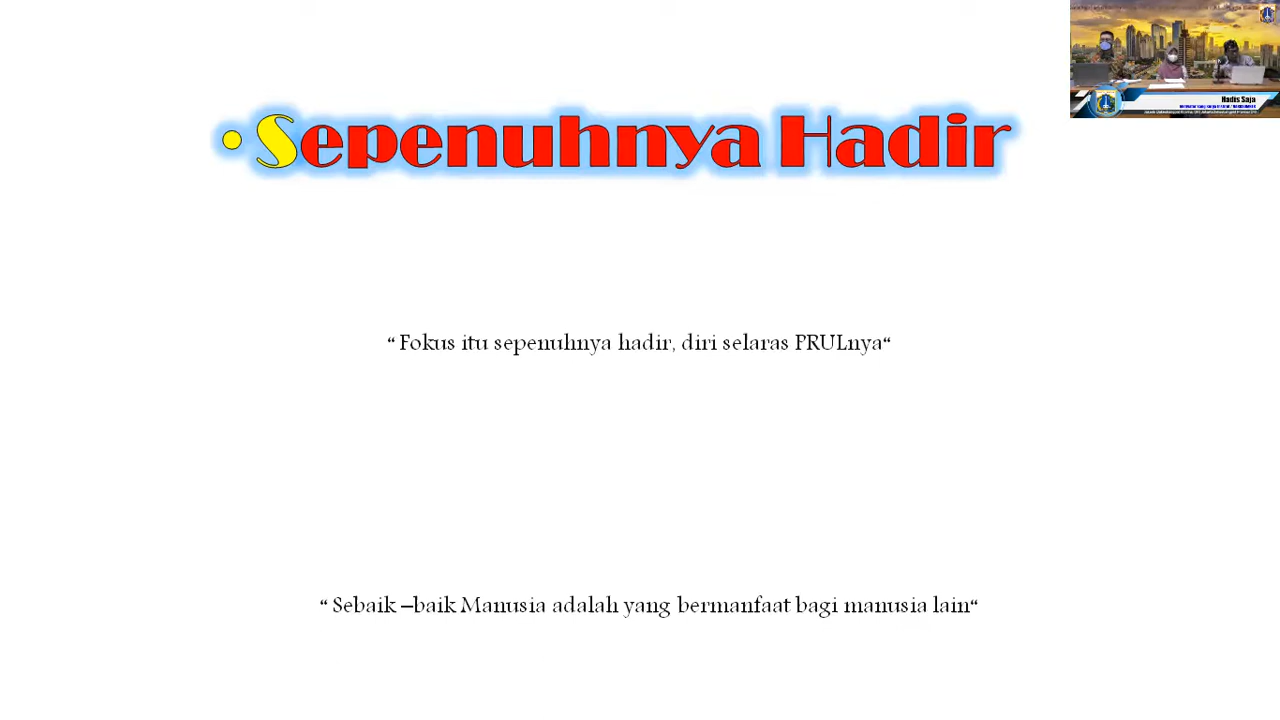 • Sepenuhnya Hadir
“ Fokus itu sepenuhnya hadir, diri selaras PRULnya“
“ Sebaik –baik Manusia adalah yang bermanfaat bagi manusia lain“
Hadis Saja